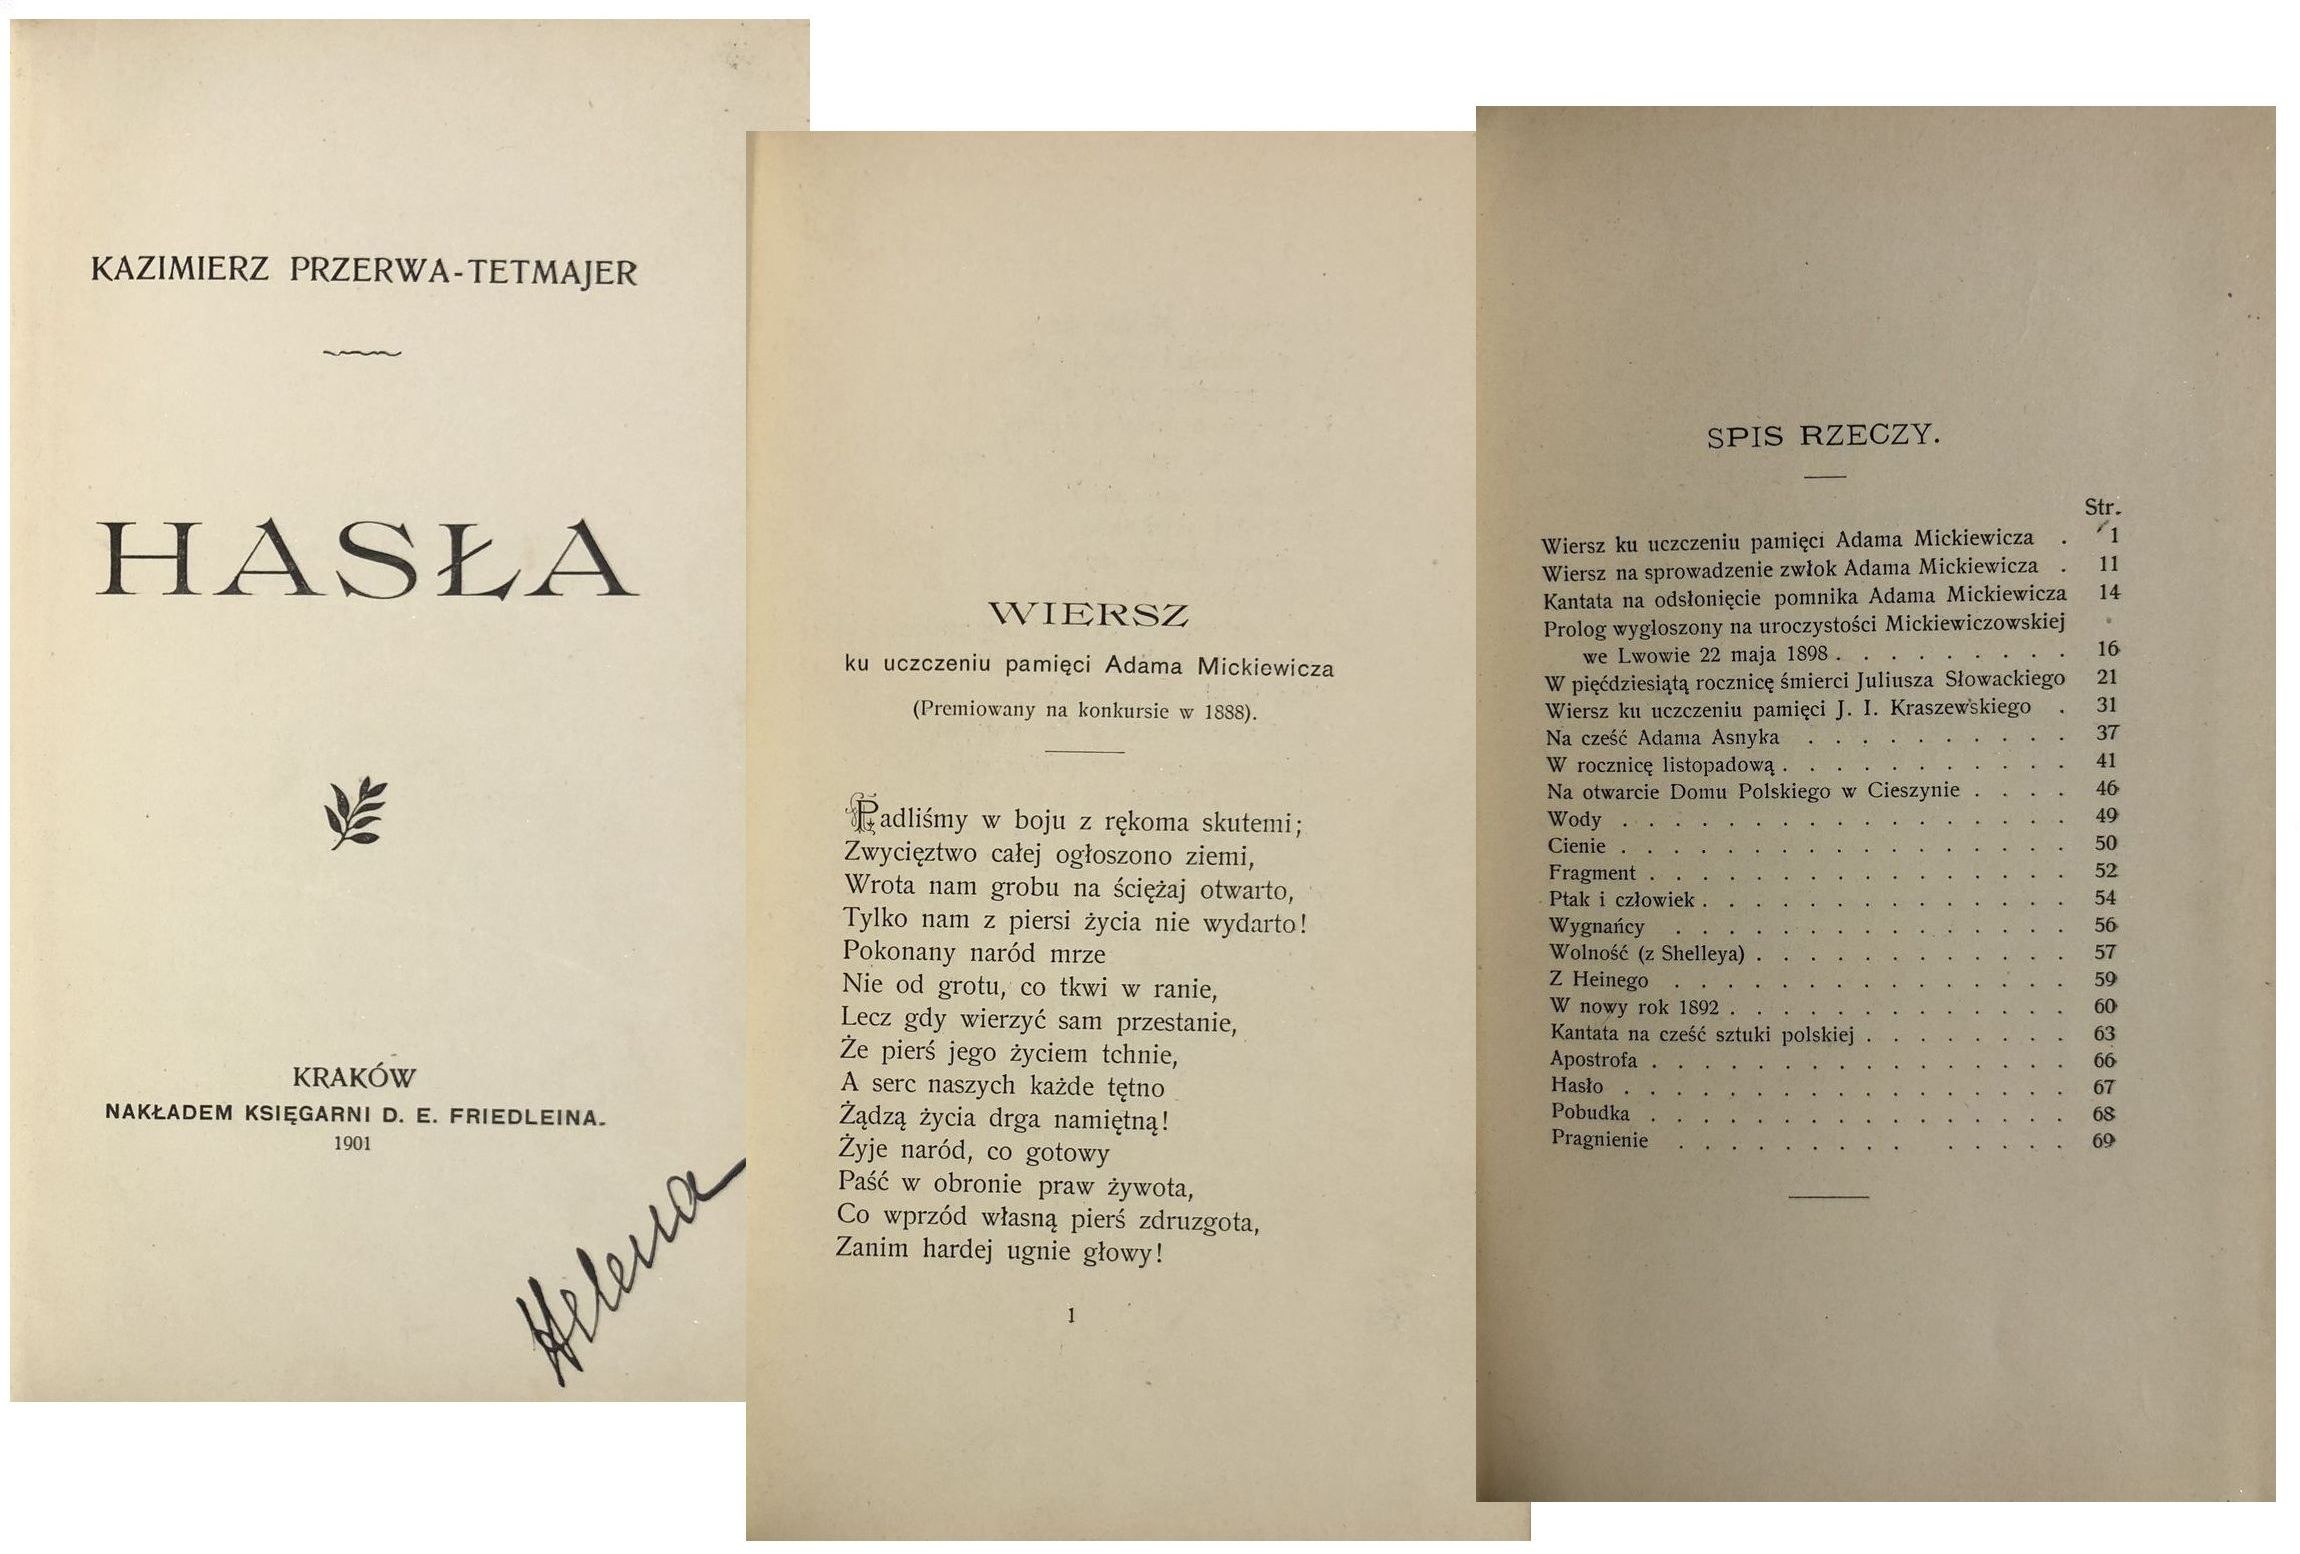 KAZIMIERZ PRZERWA-TETMAJER
HASŁA
KRAKÓW
NAKŁADEM KSIĘGARNI D. E. FRIEDLEINA.
1901
Helena
WIERSZ
ku uczczeniu pamięci Adama Mickiewicza
(Premiowany na konkursie w 1888).
Padliśmy w boju z rękoma skutemi;
Zwycięztwo całej ogłoszono ziemi,
Wrota nam grobu na ściężaj otwarto,
Tylko nam z piersi życia nie wydarto!
Pokonany naród mrze
Nie od grotu, co tkwi w ranie,
Lecz gdy wierzyć sam przestanie,
Że pierś jego życiem tchnie,
A serc naszych każde tętno
Żądzą życia drga namiętną!
Żyje naród, co gotowy
Paść w obronie praw żywota,
Co wprzód własną pierś zdruzgota,
Zanim hardej ugnie głowy!
1
SPIS RZECZY.
Str.
Wiersz ku uczczeniu pamięci Adama Mickiewicza . 1
Wiersz na sprowadzenie zwłok Adama Mickiewicza . 11
Kantata na odsłonięcie pomnika Adama Mickiewicza 14
Prolog wygloszony na uroczystości Mickiewiczowskiej
we Lwowie 22 maja 1898 . . . . . . . . . 16
W pięćdziesiątą rocznicę śmierci Juliusza Słowackiego 21
Wiersz ku uczczeniu pamięci J. I. Kraszewskiego . 31
Na cześć Adama Asnyka . . . . . . . . . . 37
W rocznicę listopadową . . . . . . . . . . . 41
Na otwarcie Domu Polskiego w Cieszynie . . . . 46
Wody . . . . . . . . . . . . . . . . . 49
Cienie . . . . . . . . . . . . . . . . . 50
Fragment . . . . . . . . . . . . . . . . 52
Ptak i człowiek . . . . . . . . . . . . . . 54
Wygnańcy . . . . . . . . . . . . . . . 56
Wolność (z Shelleya) . . . . . . . . . . . . 57
Z Heinego . . . . . . . . . . . . . . . 59
W nowy rok 1892 . . . . . . . . . . . . . 60
Kantata na cześć sztuki polskiej . . . . . . . . 63
Apostrofa . . . . . . . . . . . . . . . . 66
Hasło . . . . . . . . . . . . . . . . . 67
Pobudka . . . . . . . . . . . . . . . . 68
Pragnienie . . . . . . . . . . . . . . 69